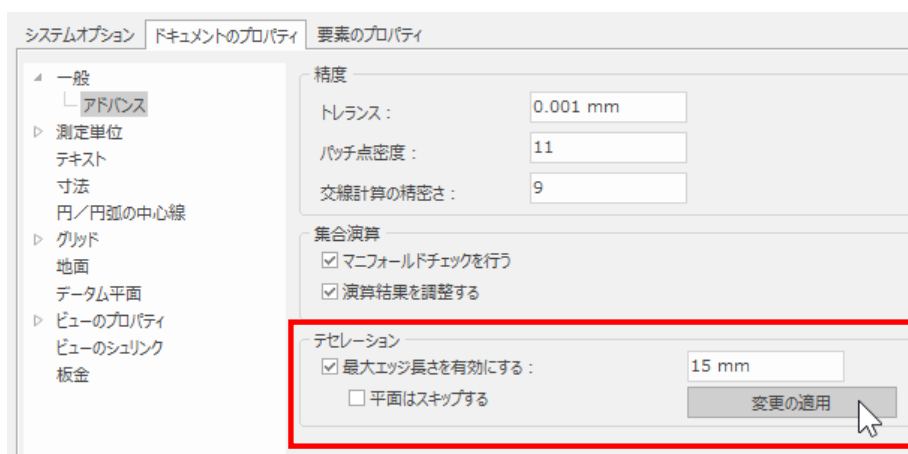 システムオプション ドキュメントのプロパティ 要素のプロパティ
一般
アドバンス
測定単位
テキスト
寸法
円／円弧の中心線
グリッド
地面
データム平面
ビューのプロパティ
ビューのシュリンク
板金
精度
トレランス： 0.001 mm
パッチ点密度： 11
交線計算の精密さ： 9
集合演算
マニフォールドチェックを行う
演算結果を調整する
テセレーション
最大エッジ長さを有効にする： 15 mm
平面はスキップする 変更の適用